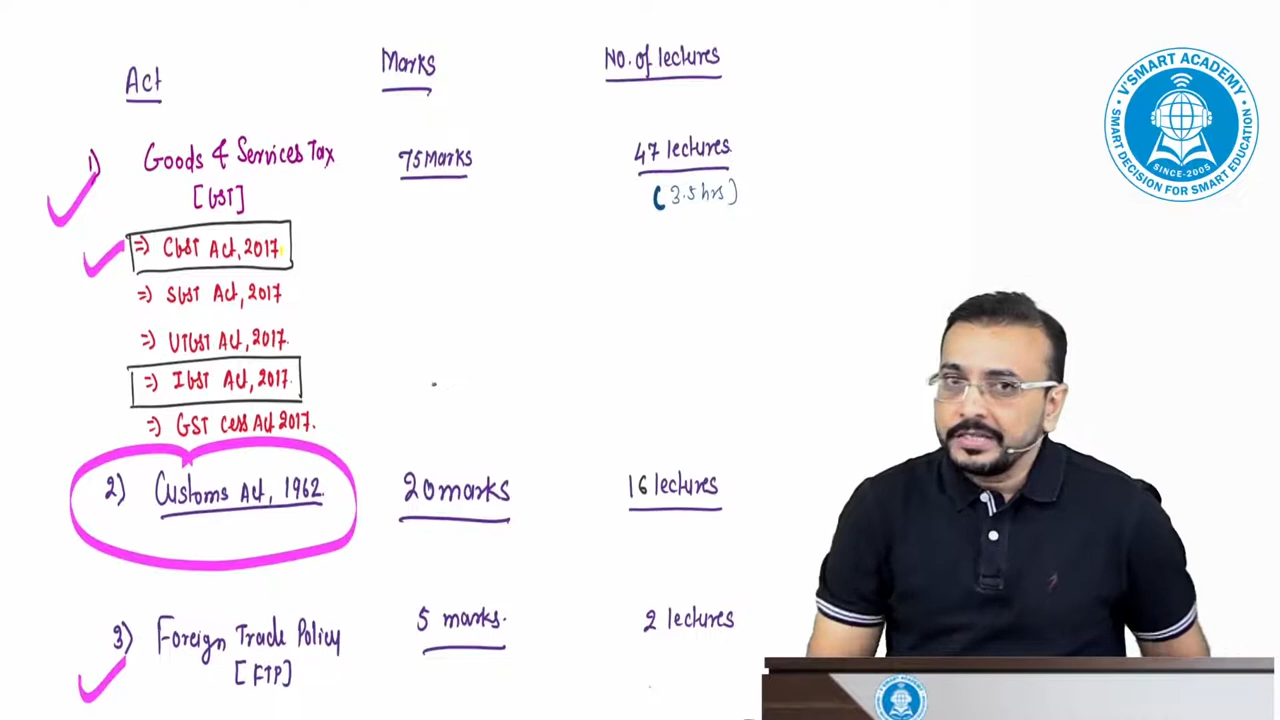 Act Marks No. of lectures
1) Goods & Services Tax 75 Marks 47 lectures
[GST] (3.5 hrs)
=> CGST Act, 2017.
=> SGST Act, 2017
=> UTGST Act, 2017.
=> IGST Act, 2017.
=> GST Cess Act 2017.
2) Customs Act, 1962. 20 marks 16 lectures
3) Foreign Trade Policy 5 marks. 2 lectures
[FTP]
V'SMART ACADEMY
SINCE-2005
SMART DECISION FOR SMART EDUCATION
V'SMART ACADEMY